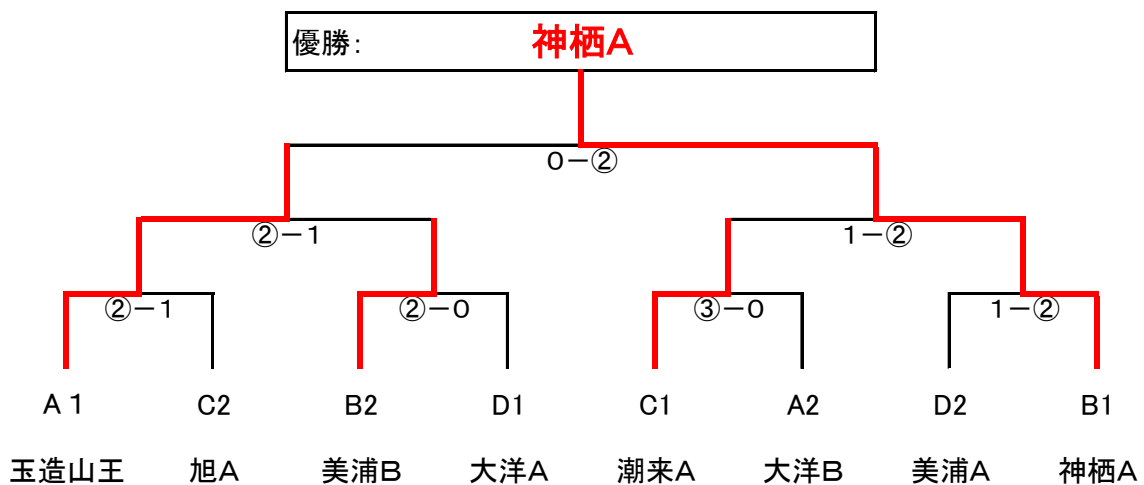 優勝: 神栖A
0-②
②-1 1-②
②-1 ②-0 ③-0 1-②
A 1 C2 B2 D1 C1 A2 D2 B1
玉造山王 旭A 美浦B 大洋A 潮来A 大洋B 美浦A 神栖A